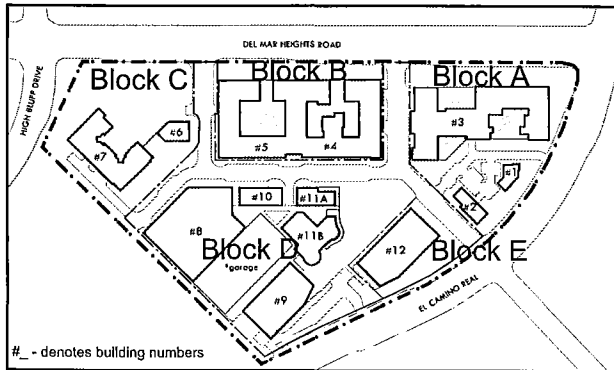 DEL MAR HEIGHTS ROAD
HIGH BLUFF DRIVE
Block C
Block B
Block A
#6
#7
#5
#4
#3
#1
#2
#10
#11A
#8
#11B
Block D
garage
#12
Block E
#9
EL CAMINO REAL
#_ - denotes building numbers